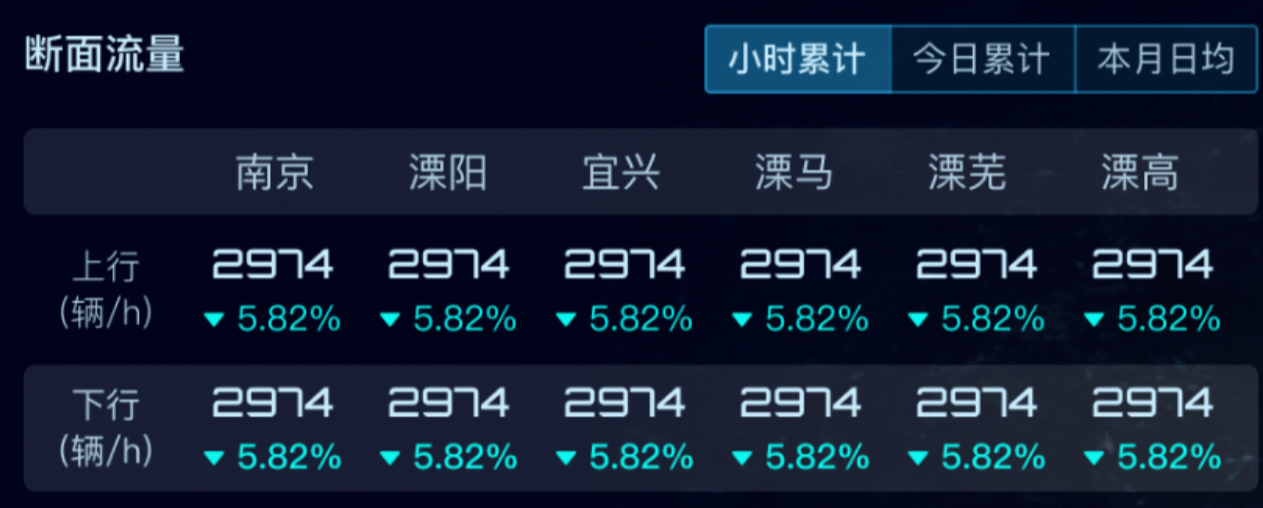 断面流量 小时累计 今日累计 本月日均
南京 溧阳 宜兴 溧马 溧芜 溧高
上行 2974 2974 2974 2974 2974 2974
(辆/h) ▼ 5.82% ▼ 5.82% ▼ 5.82% ▼ 5.82% ▼ 5.82% ▼ 5.82%
下行 2974 2974 2974 2974 2974 2974
(辆/h) ▼ 5.82% ▼ 5.82% ▼ 5.82% ▼ 5.82% ▼ 5.82% ▼ 5.82%